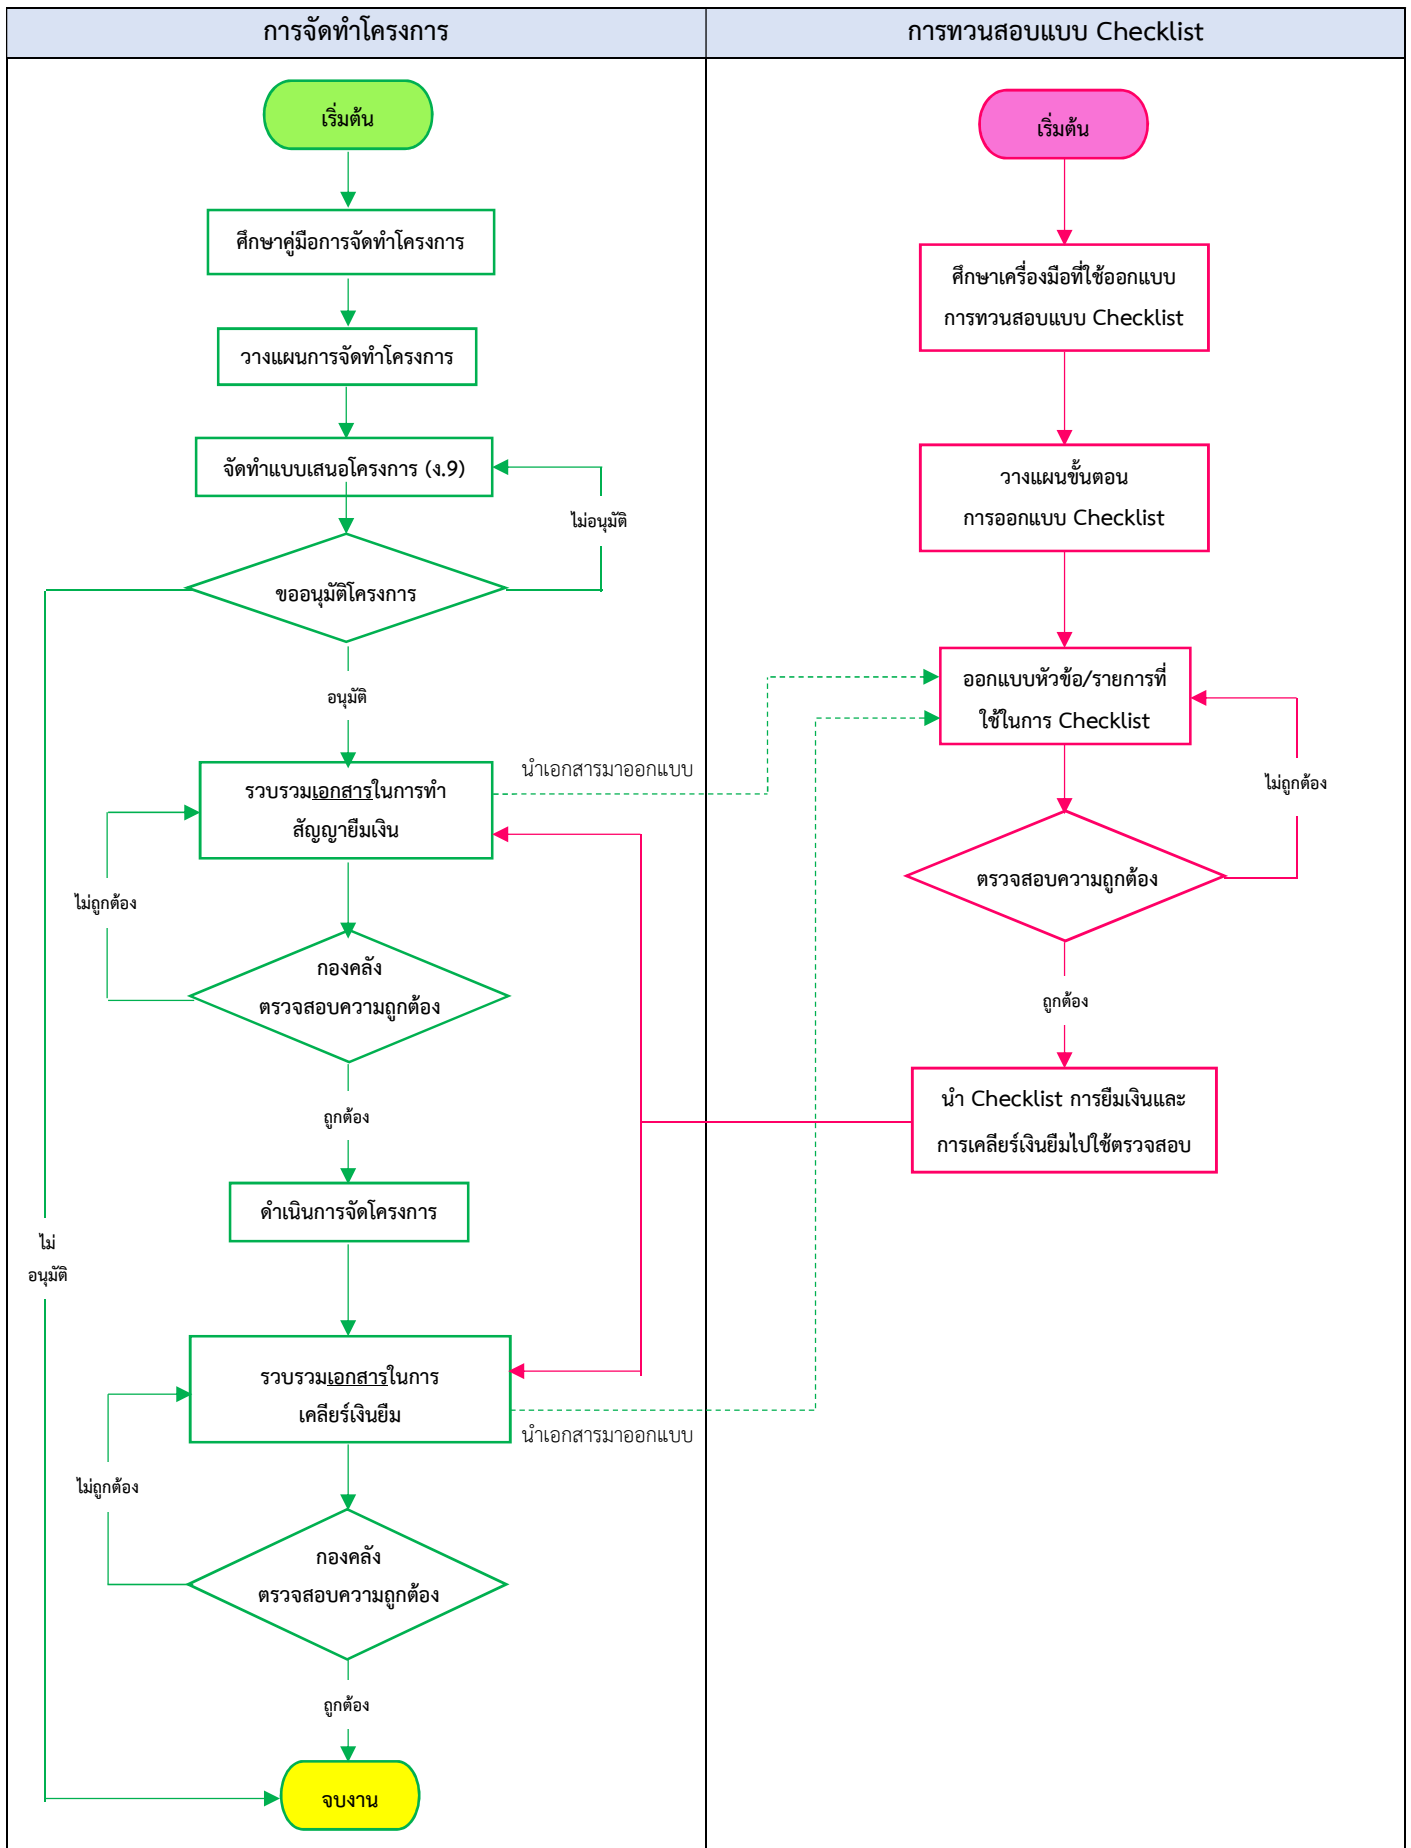 การจัดทำโครงการ
การทวนสอบแบบ Checklist
เริ่มต้น
ศึกษาคู่มือการจัดทำโครงการ
วางแผนการจัดทำโครงการ
จัดทำแบบเสนอโครงการ (ง.9)
ไม่อนุมัติ
ขออนุมัติโครงการ
อนุมัติ
รวบรวมเอกสารในการทำ
สัญญายืมเงิน
นำเอกสารมาออกแบบ
ไม่ถูกต้อง
กองคลัง
ตรวจสอบความถูกต้อง
ถูกต้อง
ดำเนินการจัดโครงการ
ไม่
อนุมัติ
รวบรวมเอกสารในการ
เคลียร์เงินยืม
นำเอกสารมาออกแบบ
ไม่ถูกต้อง
กองคลัง
ตรวจสอบความถูกต้อง
ถูกต้อง
จบงาน
เริ่มต้น
ศึกษาเครื่องมือที่ใช้ออกแบบ
การทวนสอบแบบ Checklist
วางแผนขั้นตอน
การออกแบบ Checklist
ออกแบบหัวข้อ/รายการที่
ใช้ในการ Checklist
ไม่ถูกต้อง
ตรวจสอบความถูกต้อง
ถูกต้อง
นำ Checklist การยืมเงินและ
การเคลียร์เงินยืมไปใช้ตรวจสอบ